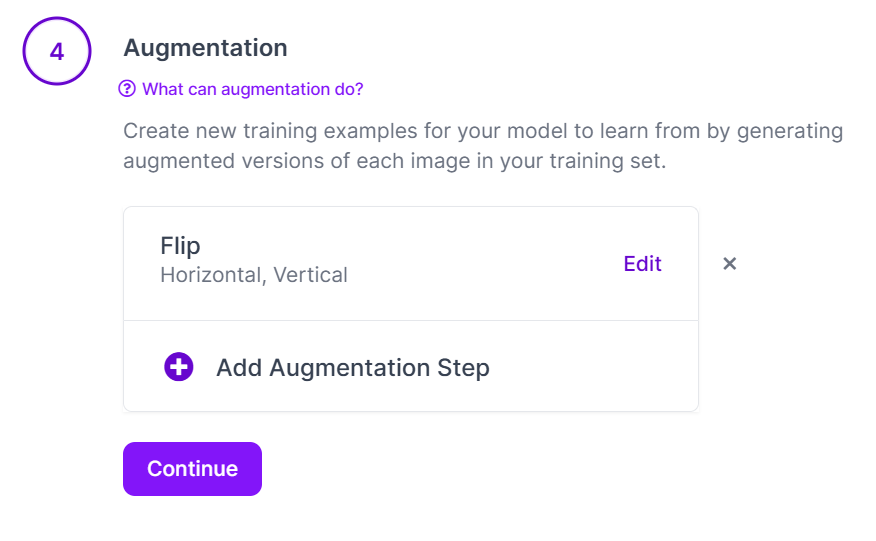 4
Augmentation
What can augmentation do?
Create new training examples for your model to learn from by generating
augmented versions of each image in your training set.
Flip
Horizontal, Vertical
Edit
Add Augmentation Step
Continue